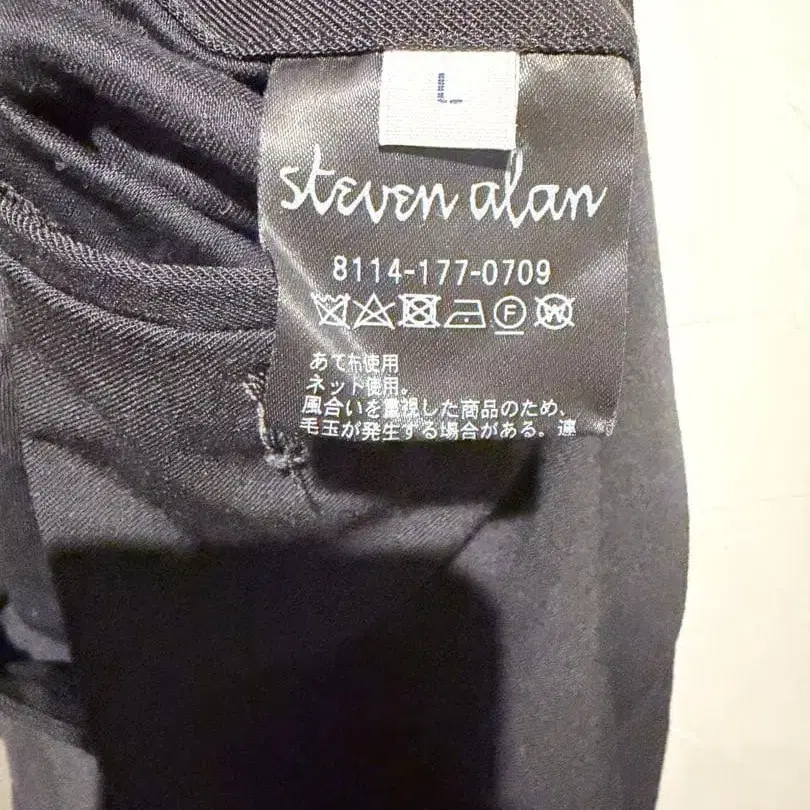 L
steven alan
8114-177-0709
F W
あて布使用
ネット使用。
風合いを重視した商品のため、
毛玉が発生する場合がある。連